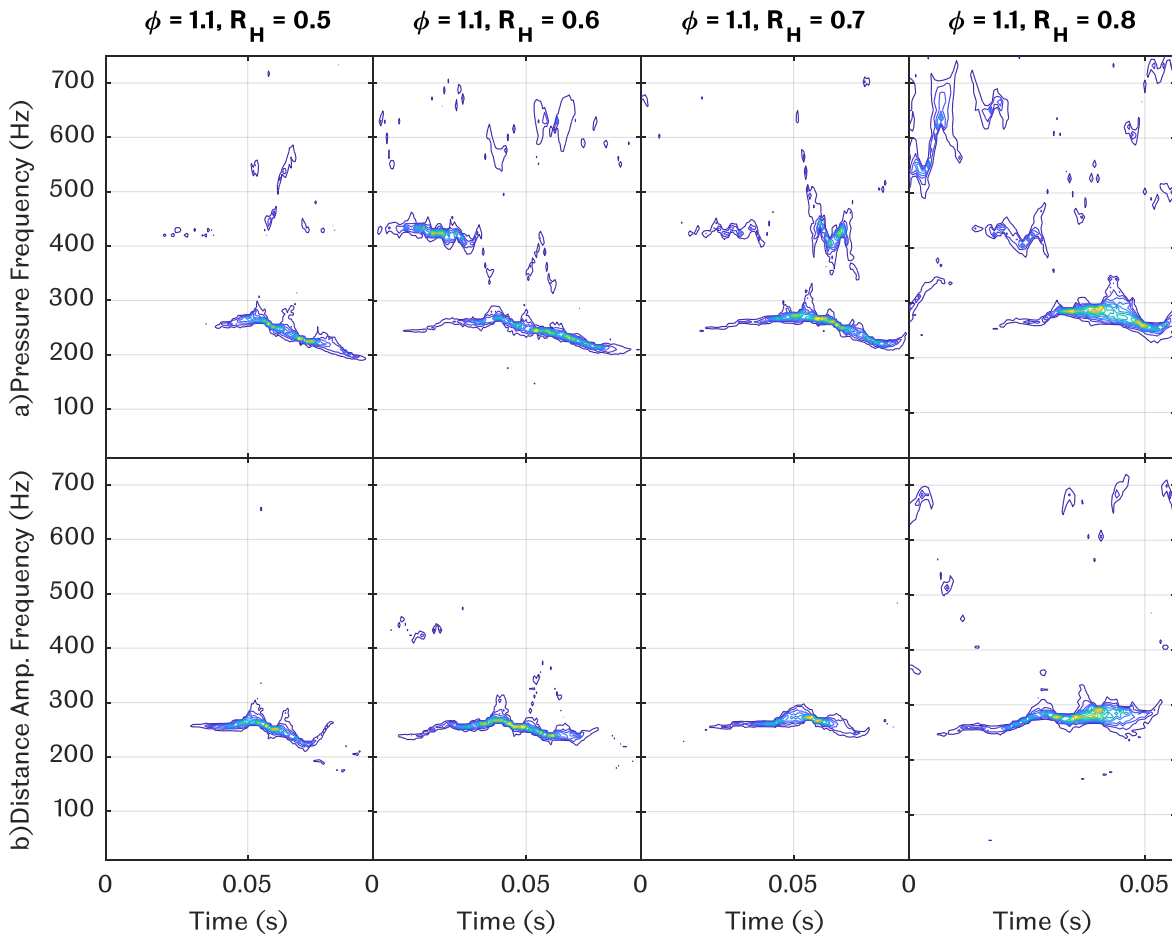 ϕ = 1.1, R_H = 0.5
ϕ = 1.1, R_H = 0.6
ϕ = 1.1, R_H = 0.7
ϕ = 1.1, R_H = 0.8
a)Pressure Frequency (Hz)
700
600
500
400
300
200
100
b)Distance Amp. Frequency (Hz)
700
600
500
400
300
200
100
0 0.05 0 0.05 0 0.05 0 0.05
Time (s) Time (s) Time (s) Time (s)